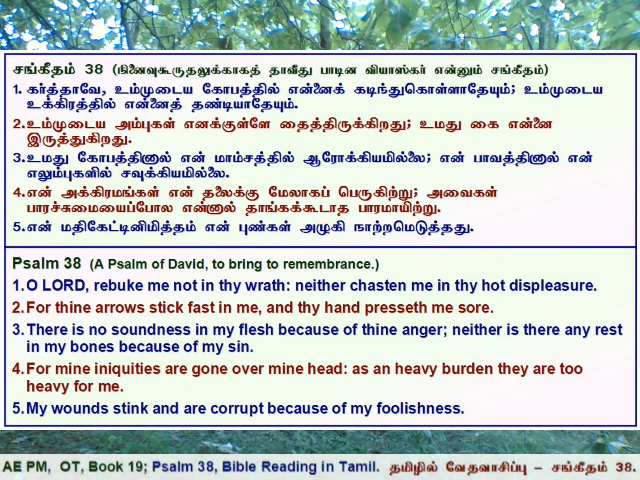 சங்கீதம் 38 (நினைவுகூருதலுக்காகத் தாவீது பாடின வியாஸ்கர் என்னும் சங்கீதம்)
1. கர்த்தாவே, உம்முடைய கோபத்தில் என்னைக் கடிந்துகொள்ளாதேயும்; உம்முடைய
உக்கிரத்தில் என்னைத் தண்டியாதேயும்.
2.உம்முடைய அம்புகள் எனக்குள்ளே தைத்திருக்கிறது; உமது கை என்னை
இருத்துகிறது.
3.உமது கோபத்தினால் என் மாம்சத்தில் ஆரோக்கியமில்லை; என் பாவத்தினால் என்
எலும்புகளில் சவுக்கியமில்லை.
4.என் அக்கிரமங்கள் என் தலைக்கு மேலாகப் பெருகிற்று; அவைகள்
பாரச்சுமையைப்போல என்னால் தாங்கக்கூடாத பாரமாயிற்று.
5.என் மதிகேட்டினிமித்தம் என் புண்கள் அழுகி நாற்றமெடுத்தது.
Psalm 38 (A Psalm of David, to bring to remembrance.)
1.O LORD, rebuke me not in thy wrath: neither chasten me in thy hot displeasure.
2.For thine arrows stick fast in me, and thy hand presseth me sore.
3.There is no soundness in my flesh because of thine anger; neither is there any rest
in my bones because of my sin.
4.For mine iniquities are gone over mine head: as an heavy burden they are too
heavy for me.
5.My wounds stink and are corrupt because of my foolishness.
AE PM, OT, Book 19; Psalm 38, Bible Reading in Tamil. தமிழில் வேதவாசிப்பு – சங்கீதம் 38.